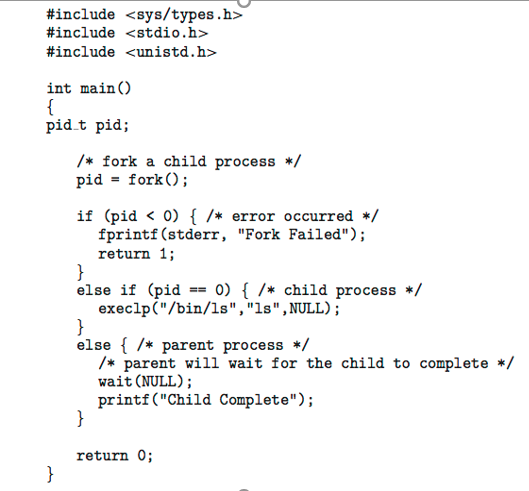 #include <sys/types.h>
#include <stdio.h>
#include <unistd.h>
int main()
{
pid_t pid;
/* fork a child process */
pid = fork();
if (pid < 0) { /* error occurred */
fprintf(stderr, "Fork Failed");
return 1;
}
else if (pid == 0) { /* child process */
execlp("/bin/ls","ls",NULL);
}
else { /* parent process */
/* parent will wait for the child to complete */
wait(NULL);
printf("Child Complete");
}
return 0;
}